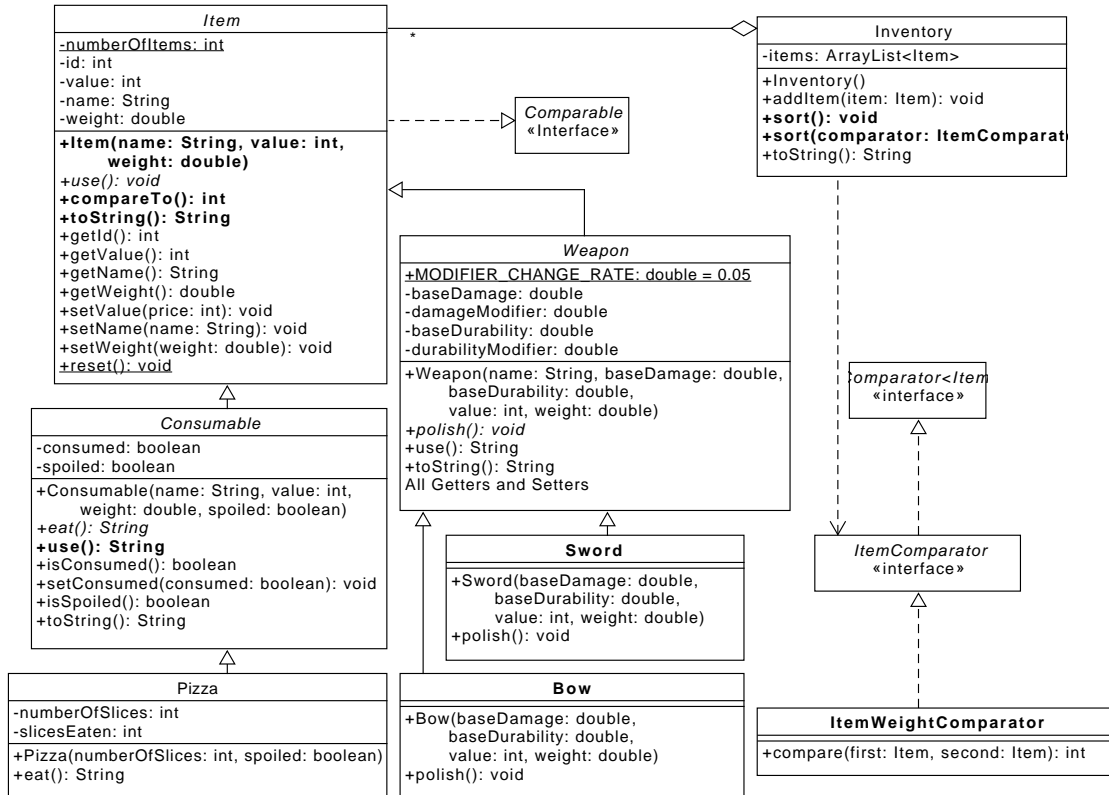 Item
-numberOfItems: int
-id: int
-value: int
-name: String
-weight: double
+Item(name: String, value: int,
weight: double)
+use(): void
+compareTo(): int
+toString(): String
+getId(): int
+getValue(): int
+getName(): String
+getWeight(): double
+setValue(price: int): void
+setName(name: String): void
+setWeight(weight: double): void
+reset(): void
*
Comparable
«Interface»
Inventory
-items: ArrayList<Item>
+Inventory()
+addItem(item: Item): void
+sort(): void
+sort(comparator: ItemComparat
+toString(): String
Weapon
+MODIFIER_CHANGE_RATE: double = 0.05
-baseDamage: double
-damageModifier: double
-baseDurability: double
-durabilityModifier: double
+Weapon(name: String, baseDamage: double,
baseDurability: double,
value: int, weight: double)
+polish(): void
+use(): String
+toString(): String
All Getters and Setters
Comparator<Item
«interface»
Consumable
-consumed: boolean
-spoiled: boolean
+Consumable(name: String, value: int,
weight: double, spoiled: boolean)
+eat(): String
+use(): String
+isConsumed(): boolean
+setConsumed(consumed: boolean): void
+isSpoiled(): boolean
+toString(): String
Sword
+Sword(baseDamage: double,
baseDurability: double,
value: int, weight: double)
+polish(): void
ItemComparator
«interface»
Pizza
-numberOfSlices: int
-slicesEaten: int
+Pizza(numberOfSlices: int, spoiled: boolean)
+eat(): String
Bow
+Bow(baseDamage: double,
baseDurability: double,
value: int, weight: double)
+polish(): void
ItemWeightComparator
+compare(first: Item, second: Item): int